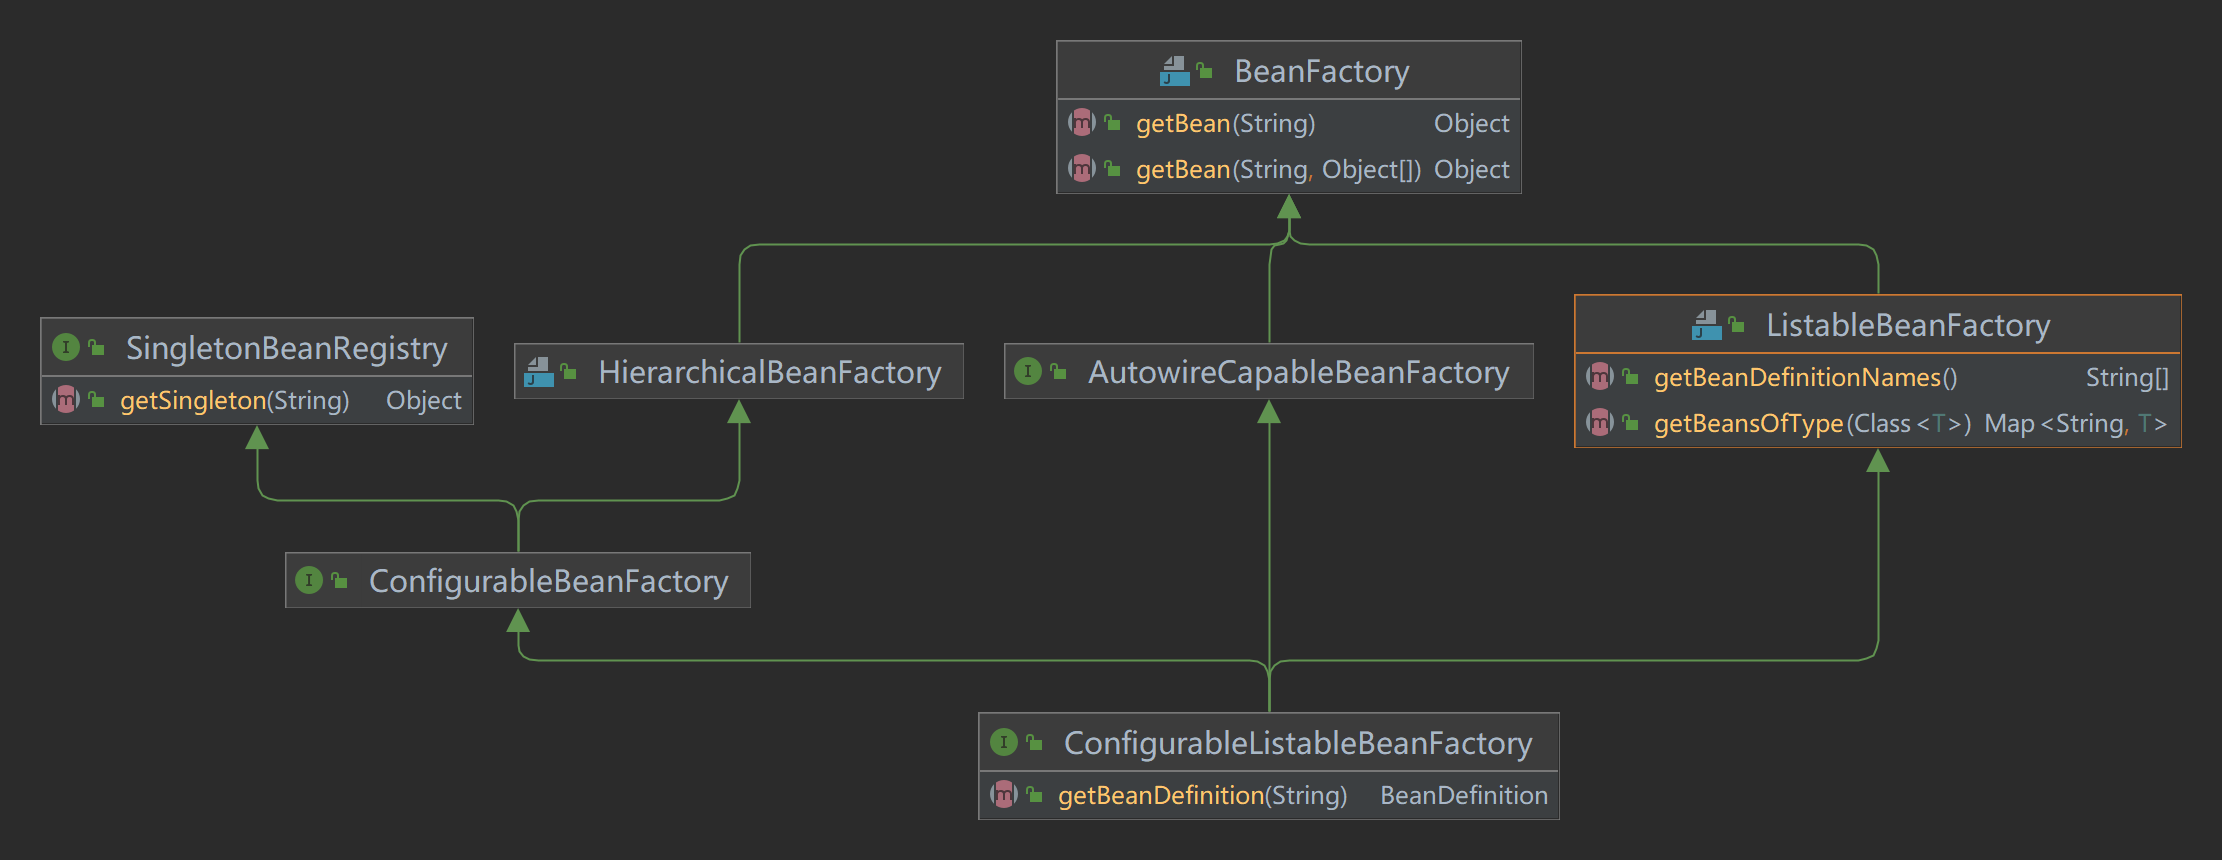 BeanFactory
getBean(String) Object
getBean(String, Object[]) Object
SingletonBeanRegistry
getSingleton(String) Object
HierarchicalBeanFactory
AutowireCapableBeanFactory
ListableBeanFactory
getBeanDefinitionNames() String[]
getBeansOfType(Class<T>) Map<String, T>
ConfigurableBeanFactory
ConfigurableListableBeanFactory
getBeanDefinition(String) BeanDefinition